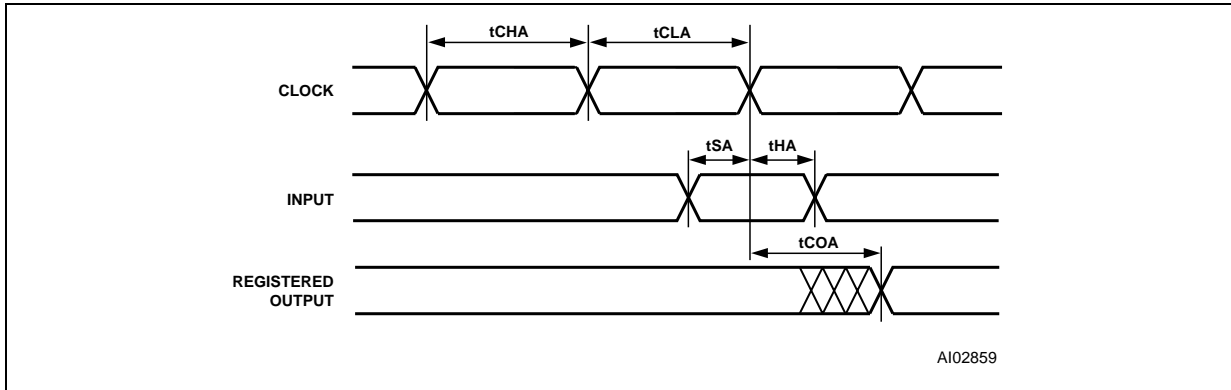 tCHA
tCLA
CLOCK
tSA
tHA
INPUT
tCOA
REGISTERED
OUTPUT
AI02859